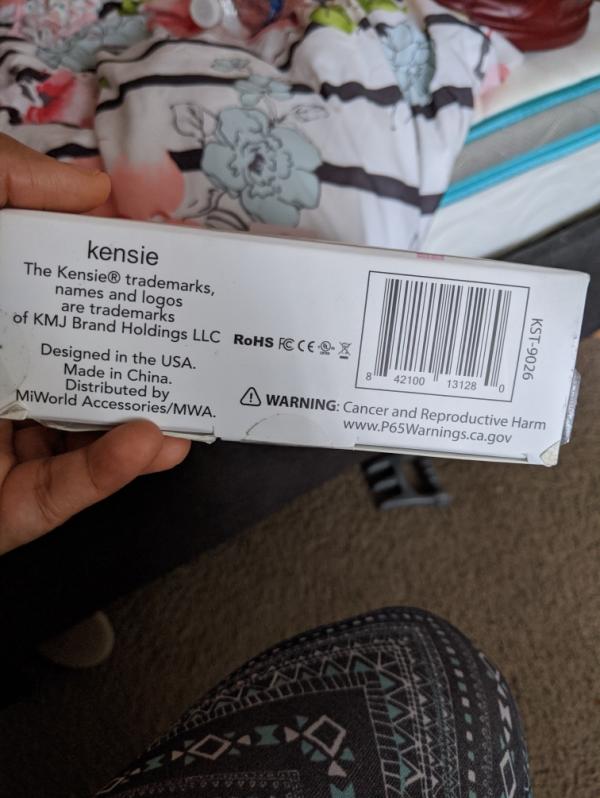 kensie
The Kensie® trademarks,
names and logos
are trademarks
of KMJ Brand Holdings LLC
Designed in the USA.
Made in China.
Distributed by
MiWorld Accessories/MWA.
RoHS FC CE UL
8 42100 13128 0
KST-9026
WARNING: Cancer and Reproductive Harm
www.P65Warnings.ca.gov